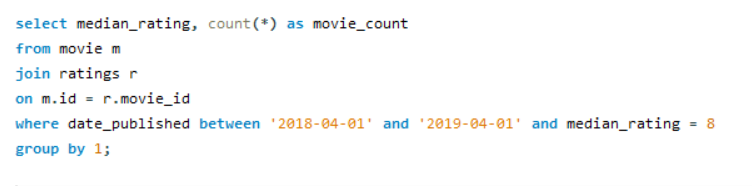 select median_rating, count(*) as movie_count
from movie m
join ratings r
on m.id = r.movie_id
where date_published between '2018-04-01' and '2019-04-01' and median_rating = 8
group by 1;